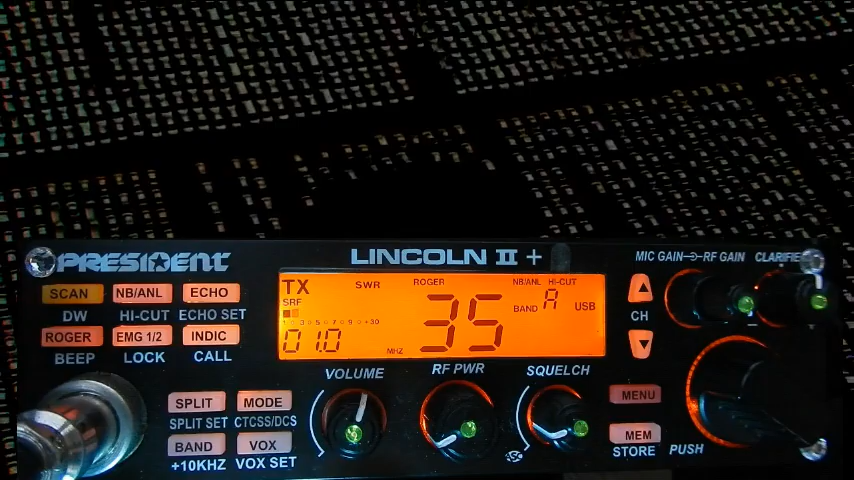 PRESIDENT
LINCOLN II +
MIC GAIN RF GAIN CLARIFIER
SCAN NB/ANL ECHO
DW HI-CUT ECHO SET
ROGER EMG 1/2 INDIC
BEEP LOCK CALL
TX SWR ROGER NB/ANL HI-CUT
SRF BAND A USB
1 3 5 7 9 +30
35
01.0 MHZ
CH
VOLUME RF PWR SQUELCH
SPLIT MODE
SPLIT SET CTCSS/DCS
BAND VOX
+10KHZ VOX SET
ASC
MENU
MEM
STORE PUSH